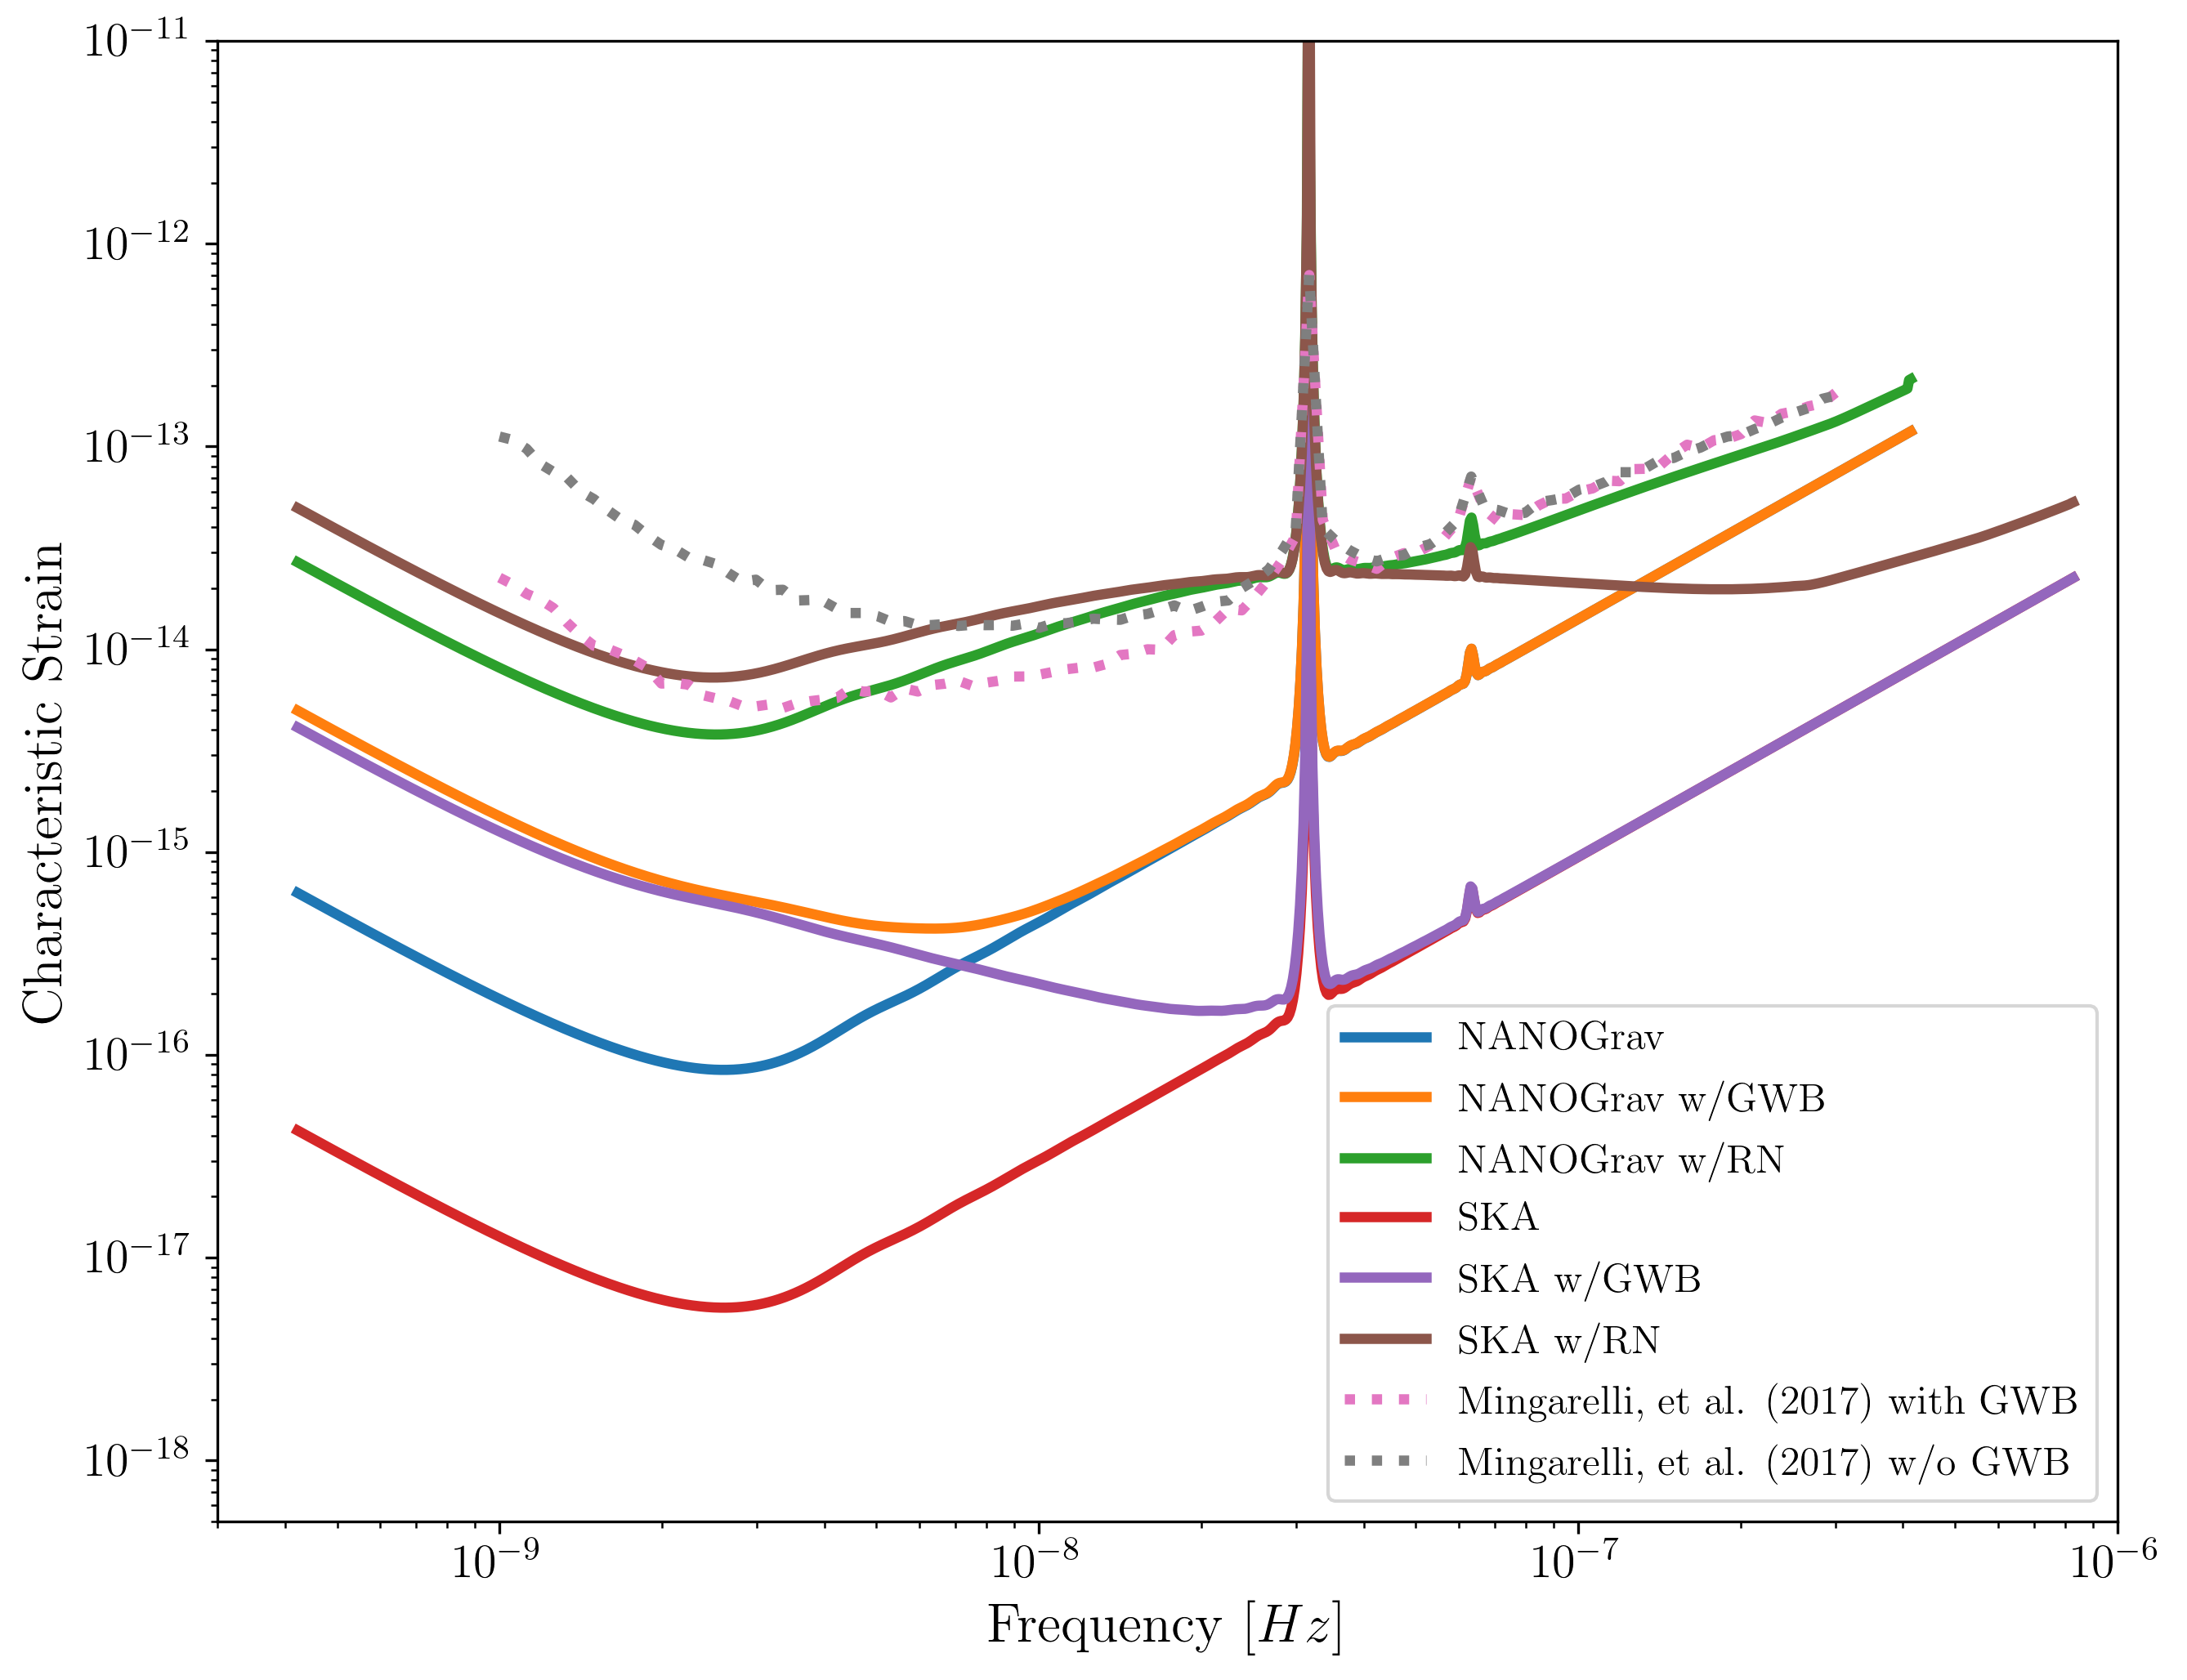 Characteristic Strain
10⁻¹¹
10⁻¹²
10⁻¹³
10⁻¹⁴
10⁻¹⁵
10⁻¹⁶
10⁻¹⁷
10⁻¹⁸
NANOGrav
NANOGrav w/GWB
NANOGrav w/RN
SKA
SKA w/GWB
SKA w/RN
Mingarelli, et al. (2017) with GWB
Mingarelli, et al. (2017) w/o GWB
10⁻⁹ 10⁻⁸ 10⁻⁷ 10⁻⁶
Frequency [Hz]